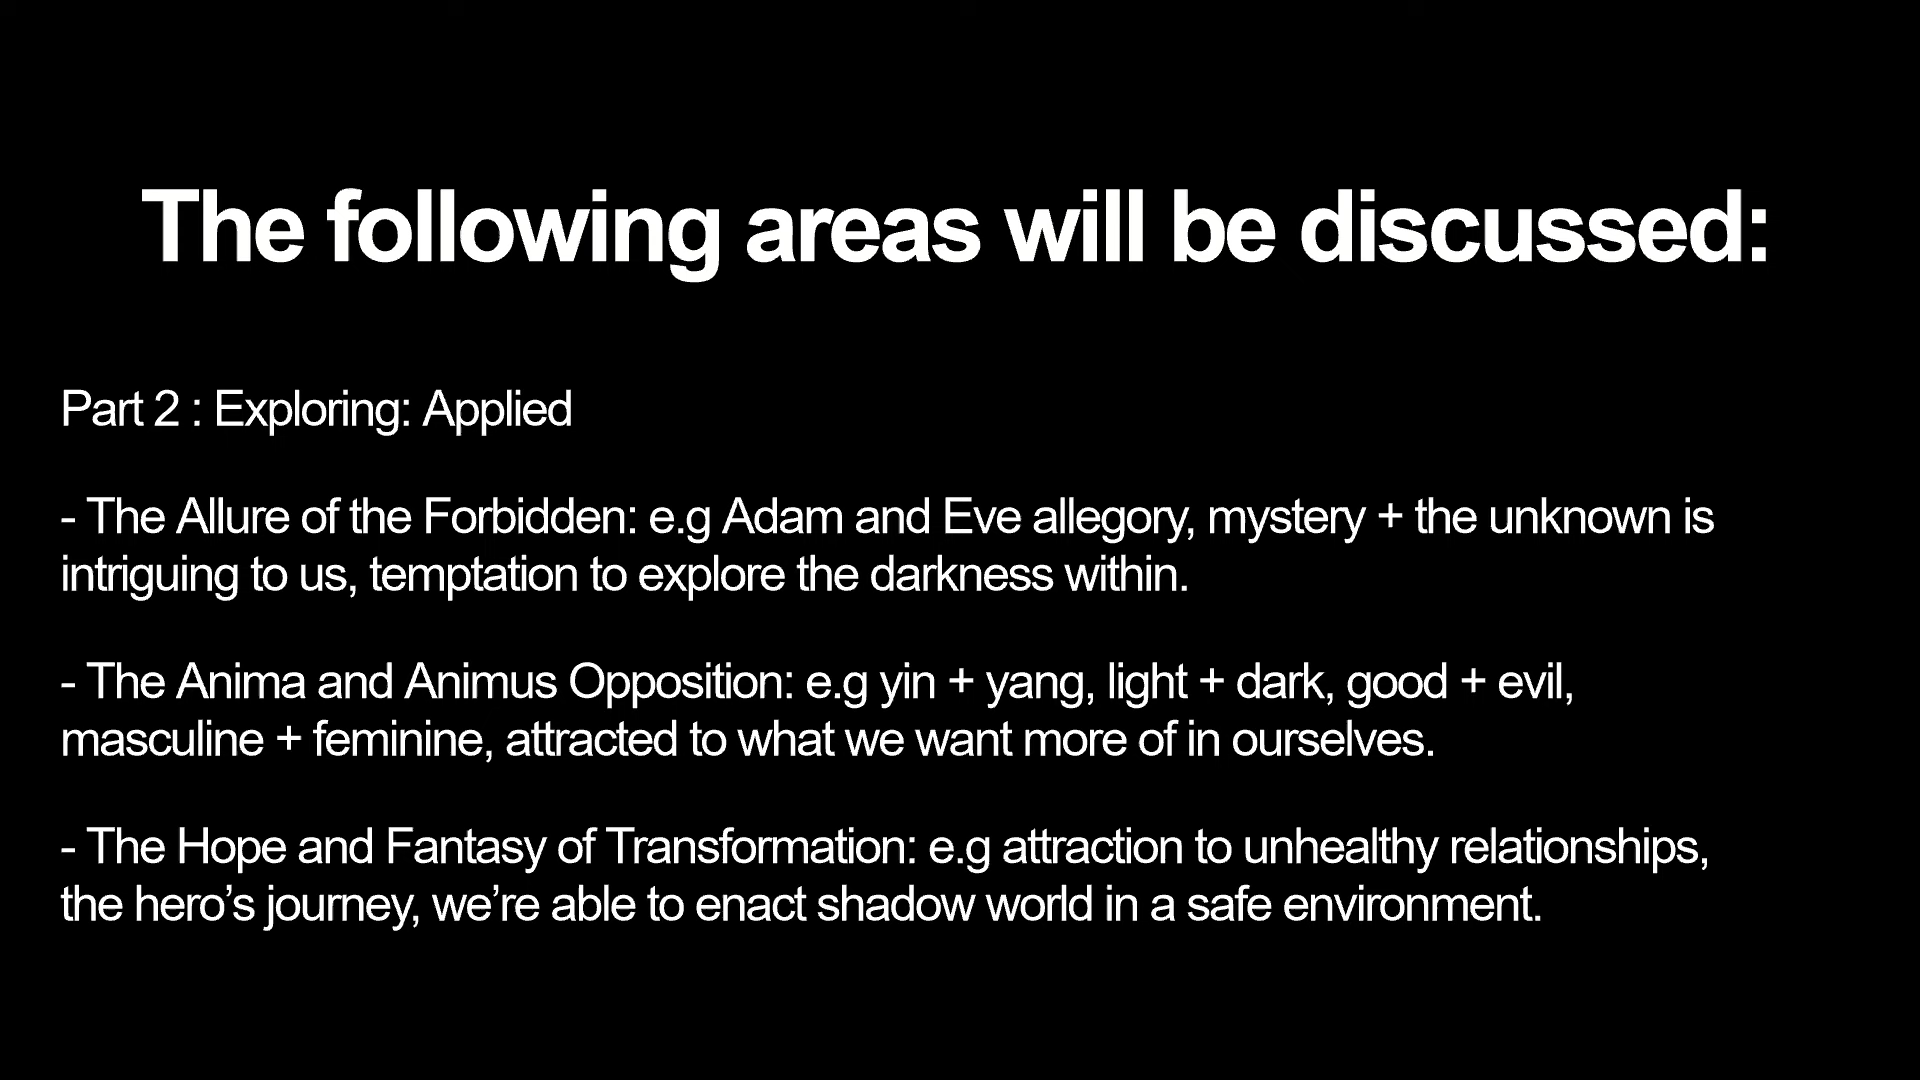 The following areas will be discussed:
Part 2 : Exploring: Applied
- The Allure of the Forbidden: e.g Adam and Eve allegory, mystery + the unknown is
intriguing to us, temptation to explore the darkness within.
- The Anima and Animus Opposition: e.g yin + yang, light + dark, good + evil,
masculine + feminine, attracted to what we want more of in ourselves.
- The Hope and Fantasy of Transformation: e.g attraction to unhealthy relationships,
the hero’s journey, we’re able to enact shadow world in a safe environment.